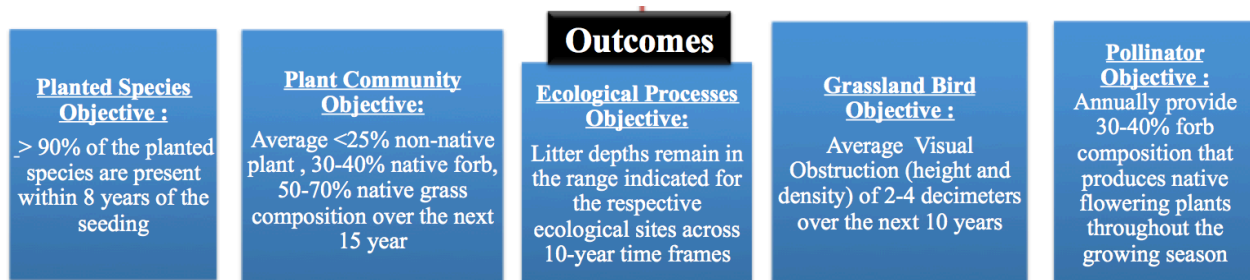 Outcomes
Planted Species
Objective :
> 90% of the planted
species are present
within 8 years of the
seeding
Plant Community
Objective:
Average <25% non-native
plant , 30-40% native forb,
50-70% native grass
composition over the next
15 year
Ecological Processes
Objective:
Litter depths remain in
the range indicated for
the respective
ecological sites across
10-year time frames
Grassland Bird
Objective :
Average  Visual
Obstruction (height and
density) of 2-4 decimeters
over the next 10 years
Pollinator
Objective :
Annually provide
30-40% forb
composition that
produces native
flowering plants
throughout the
growing season